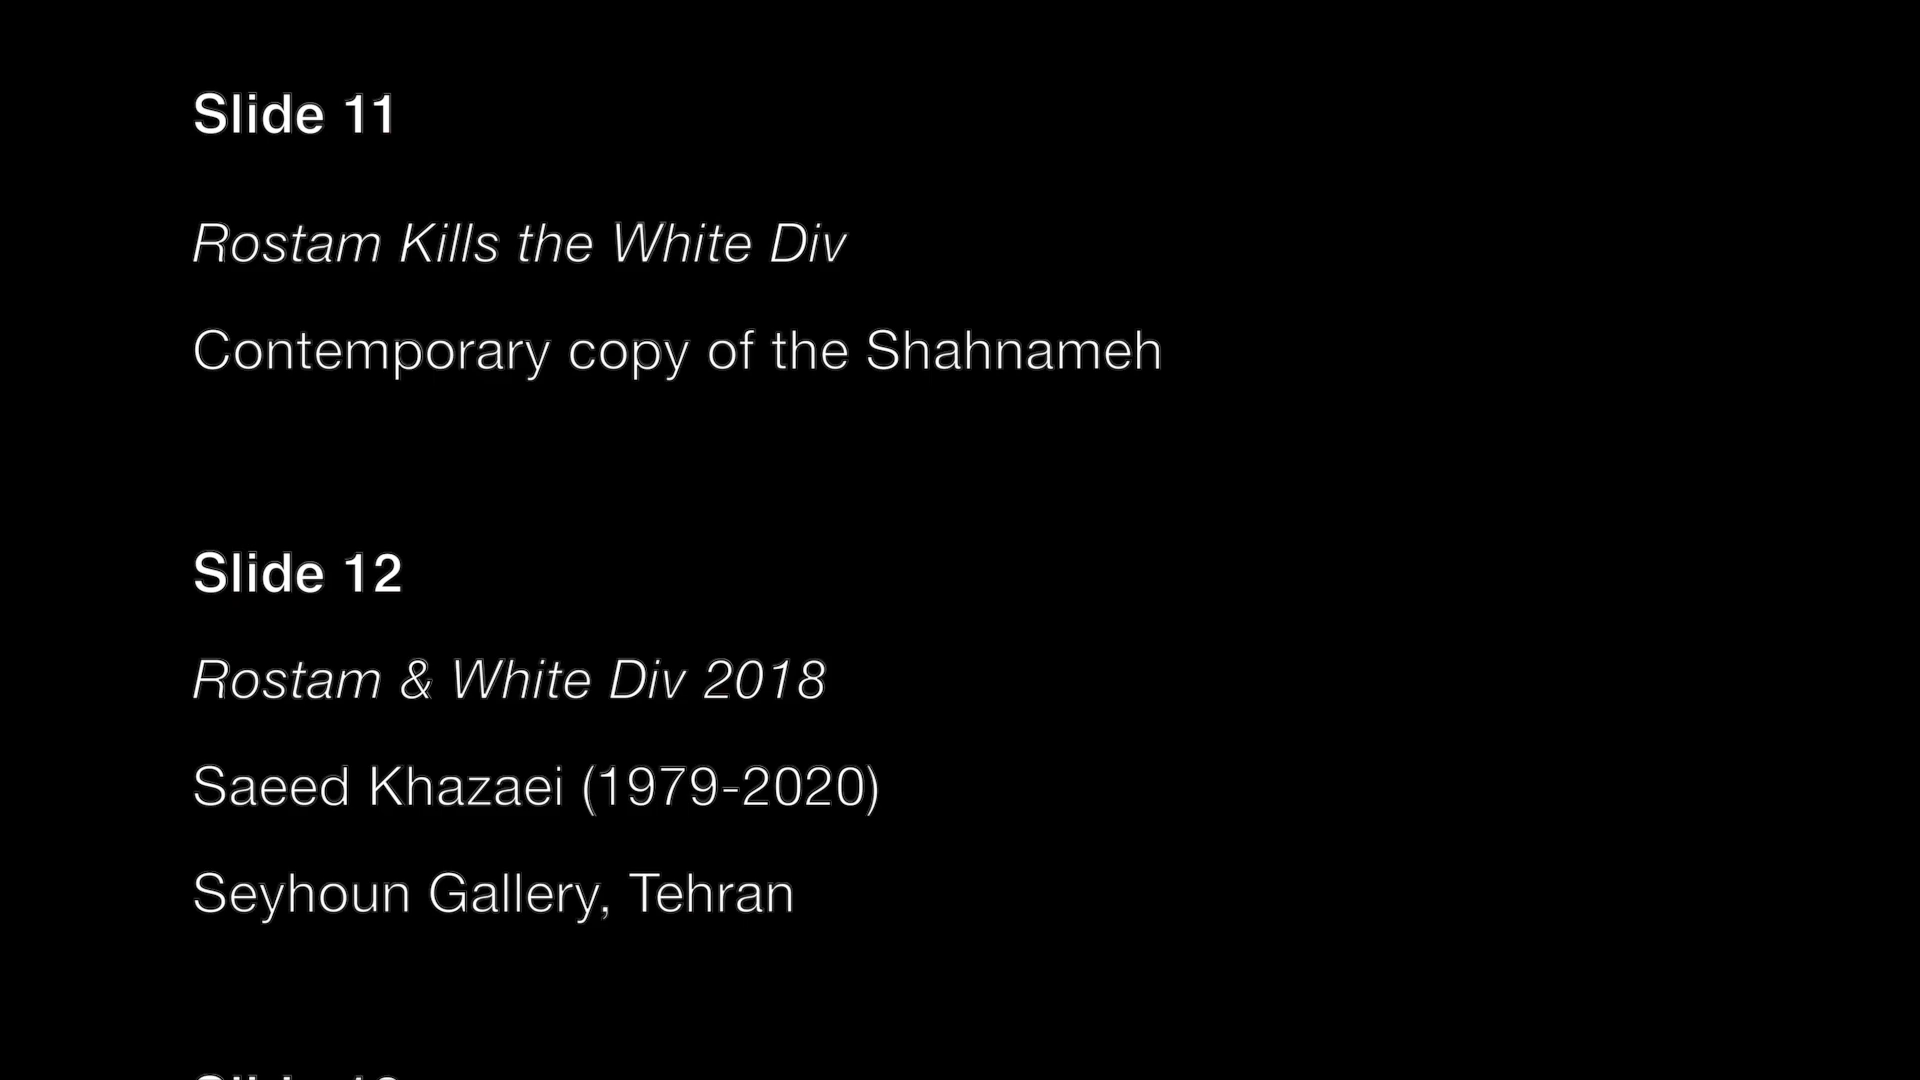 Slide 11
Rostam Kills the White Div
Contemporary copy of the Shahnameh
Slide 12
Rostam & White Div 2018
Saeed Khazaei (1979-2020)
Seyhoun Gallery, Tehran